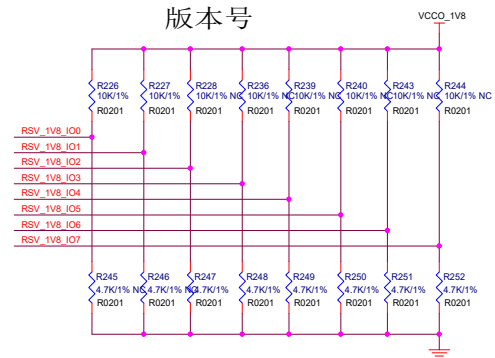 版本号
VCCO_1V8
R226 R227 R228 R236 R239 R240 R243 R244
10K/1% 10K/1% 10K/1% NC 10K/1% NC 10K/1% NC 10K/1% NC 10K/1% NC 10K/1% NC
R0201 R0201 R0201 R0201 R0201 R0201 R0201 R0201
RSV_1V8_IO0
RSV_1V8_IO1
RSV_1V8_IO2
RSV_1V8_IO3
RSV_1V8_IO4
RSV_1V8_IO5
RSV_1V8_IO6
RSV_1V8_IO7
R245 R246 R247 R248 R249 R250 R251 R252
4.7K/1% NC 4.7K/1% NC 4.7K/1% 4.7K/1% 4.7K/1% 4.7K/1% 4.7K/1% 4.7K/1%
R0201 R0201 R0201 R0201 R0201 R0201 R0201 R0201